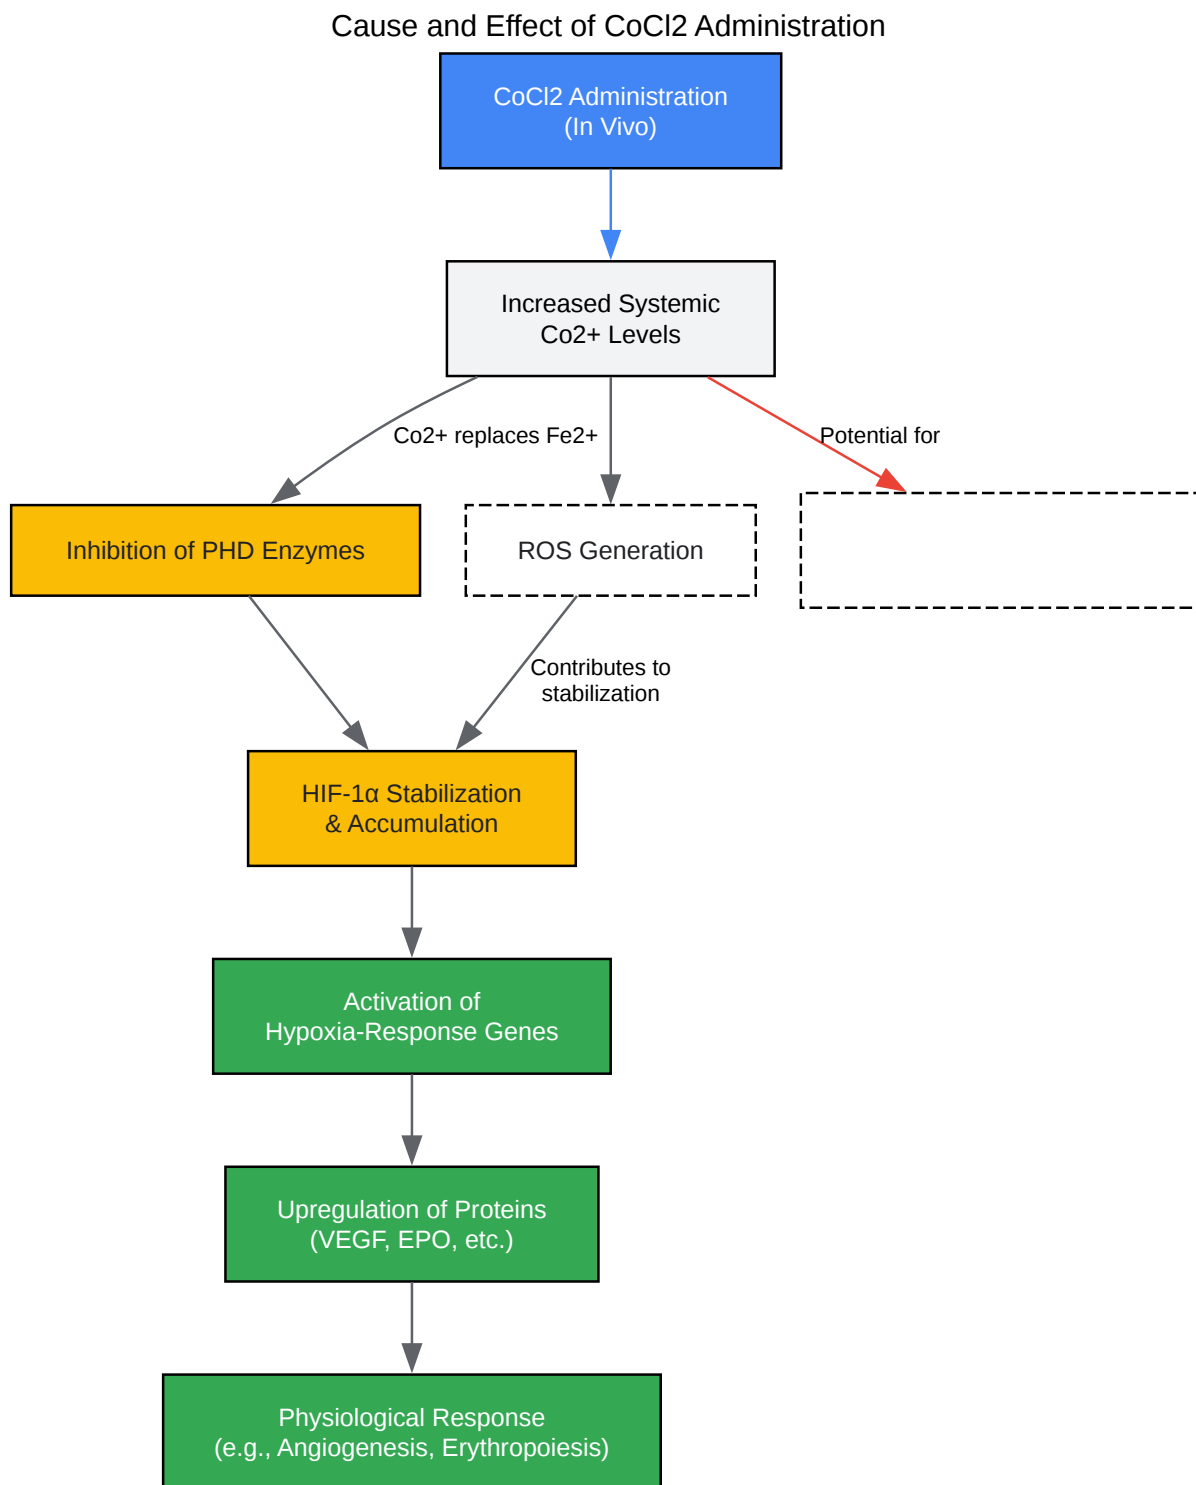 Cause and Effect of CoCl2 Administration
CoCl2 Administration
(In Vivo)
Increased Systemic
Co2+ Levels
Co2+ replaces Fe2+
Potential for
Inhibition of PHD Enzymes
ROS Generation
Contributes to
stabilization
HIF-1α Stabilization
& Accumulation
Activation of
Hypoxia-Response Genes
Upregulation of Proteins
(VEGF, EPO, etc.)
Physiological Response
(e.g., Angiogenesis, Erythropoiesis)